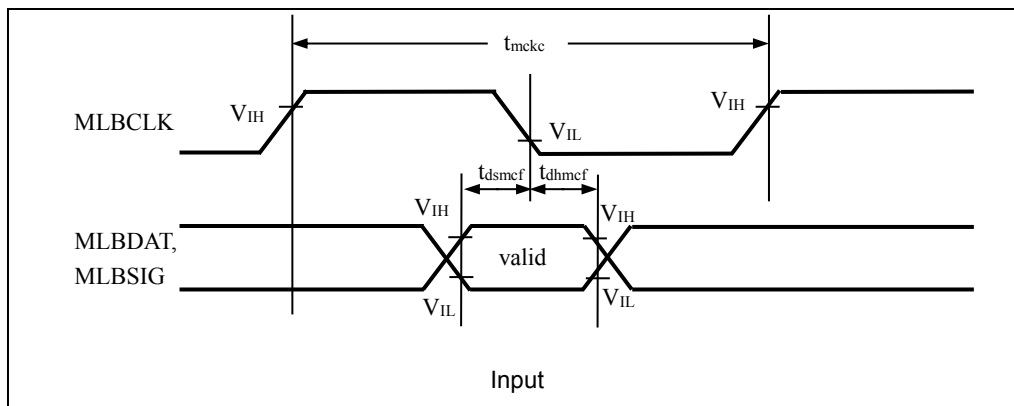 tmckc
VIH
VIH
MLBCLK
VIL
tdsmcf
tdhmcf
VIH
VIH
MLBDAT,
valid
MLBSIG
VIL
VIL
Input